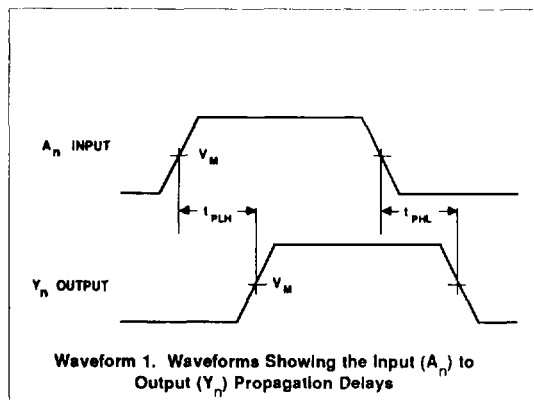 An INPUT
VM
tPLH
tPHL
Yn OUTPUT
VM
Waveform 1. Waveforms Showing the Input (An) to
Output (Yn) Propagation Delays